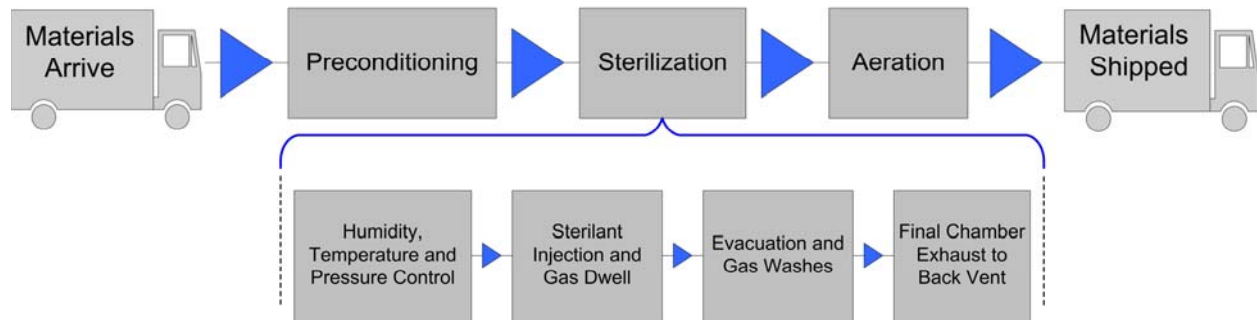 Materials
Arrive
Preconditioning
Sterilization
Aeration
Materials
Shipped
Humidity,
Temperature and
Pressure Control
Sterilant
Injection and
Gas Dwell
Evacuation and
Gas Washes
Final Chamber
Exhaust to
Back Vent